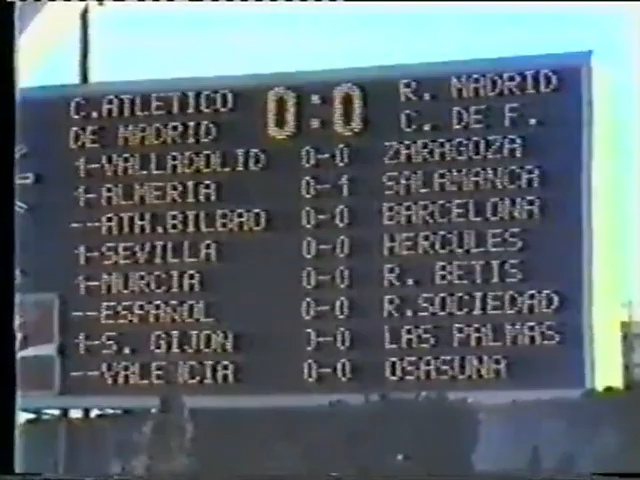 C.ATLETICO 0:0 R. MADRID
DE MADRID C. DE F.
1-VALLADOLID 0-0 ZARAGOZA
1-ALMERIA 0-1 SALAMANCA
--ATH.BILBAO 0-0 BARCELONA
1-SEVILLA 0-0 HERCULES
1-MURCIA 0-0 R. BETIS
--ESPAÑOL 0-0 R.SOCIEDAD
1-S. GIJON 0-0 LAS PALMAS
--VALENCIA 0-0 OSASUNA